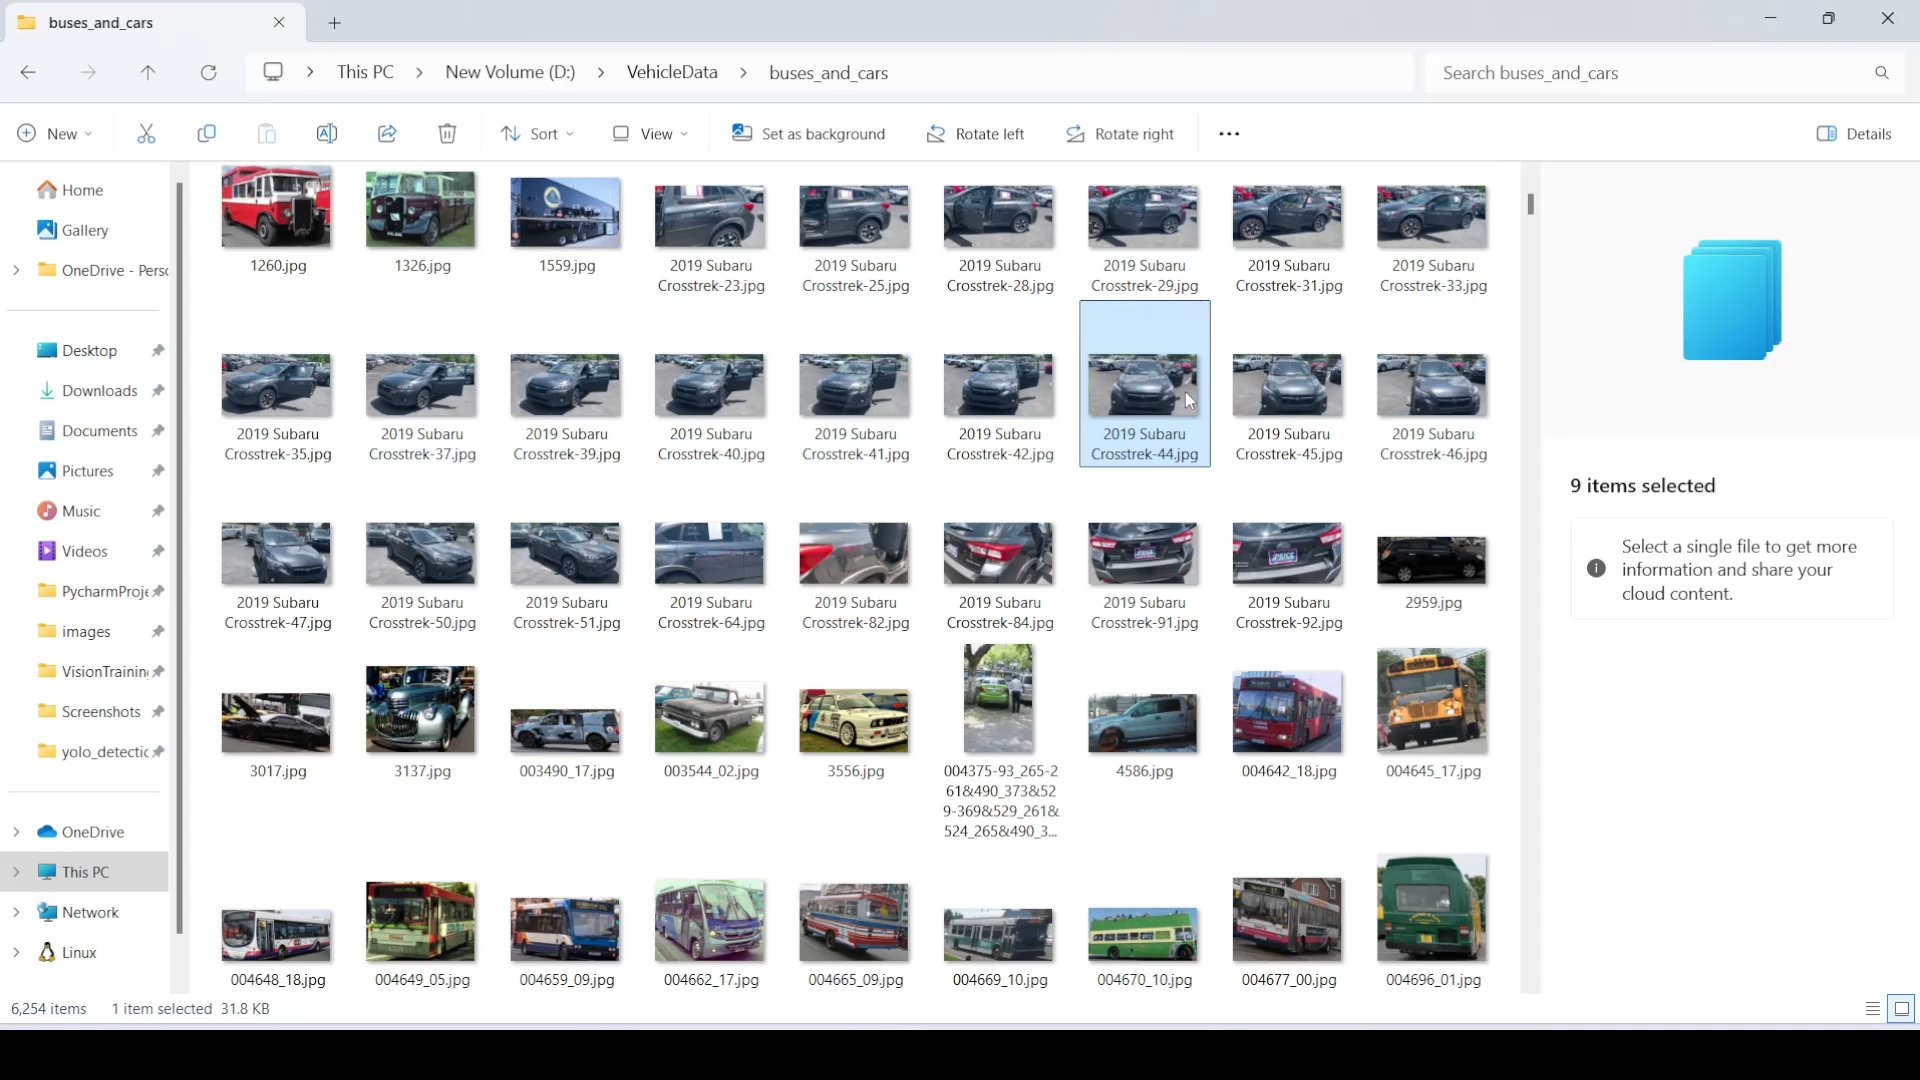 buses_and_cars
This PC > New Volume (D:) > VehicleData > buses_and_cars
Search buses_and_cars
New
Sort
View
Set as background
Rotate left
Rotate right
Details
Home
Gallery
OneDrive - Perso
Desktop
Downloads
Documents
Pictures
Music
Videos
PycharmProje
images
VisionTraining
Screenshots
yolo_detectic
OneDrive
This PC
Network
Linux
1260.jpg
1326.jpg
1559.jpg
2019 Subaru
Crosstrek-23.jpg
2019 Subaru
Crosstrek-25.jpg
2019 Subaru
Crosstrek-28.jpg
2019 Subaru
Crosstrek-29.jpg
2019 Subaru
Crosstrek-31.jpg
2019 Subaru
Crosstrek-33.jpg
2019 Subaru
Crosstrek-35.jpg
2019 Subaru
Crosstrek-37.jpg
2019 Subaru
Crosstrek-39.jpg
2019 Subaru
Crosstrek-40.jpg
2019 Subaru
Crosstrek-41.jpg
2019 Subaru
Crosstrek-42.jpg
2019 Subaru
Crosstrek-44.jpg
2019 Subaru
Crosstrek-45.jpg
2019 Subaru
Crosstrek-46.jpg
2019 Subaru
Crosstrek-47.jpg
2019 Subaru
Crosstrek-50.jpg
2019 Subaru
Crosstrek-51.jpg
2019 Subaru
Crosstrek-64.jpg
2019 Subaru
Crosstrek-82.jpg
2019 Subaru
Crosstrek-84.jpg
2019 Subaru
Crosstrek-91.jpg
PRICE
2019 Subaru
Crosstrek-92.jpg
2959.jpg
3017.jpg
3137.jpg
003490_17.jpg
003544_02.jpg
3556.jpg
004375-93_265-2
61&490_373&52
9-369&529_261&
524_265&490_3...
4586.jpg
004642_18.jpg
004645_17.jpg
004648_18.jpg
004649_05.jpg
004659_09.jpg
004662_17.jpg
004665_09.jpg
004669_10.jpg
004670_10.jpg
004677_00.jpg
004696_01.jpg
9 items selected
Select a single file to get more
information and share your
cloud content.
6,254 items
1 item selected 31.8 KB